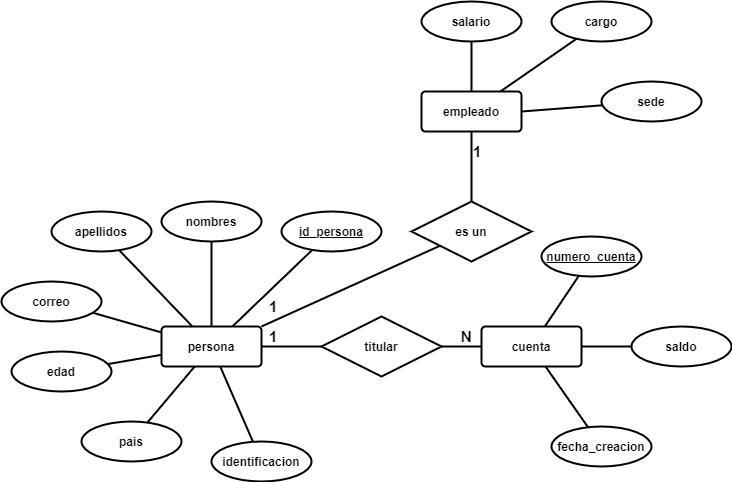 salario
cargo
sede
empleado
1
es un
nombres
apellidos
id_persona
numero_cuenta
correo
1
persona
1
titular
N
cuenta
saldo
edad
pais
identificacion
fecha_creacion